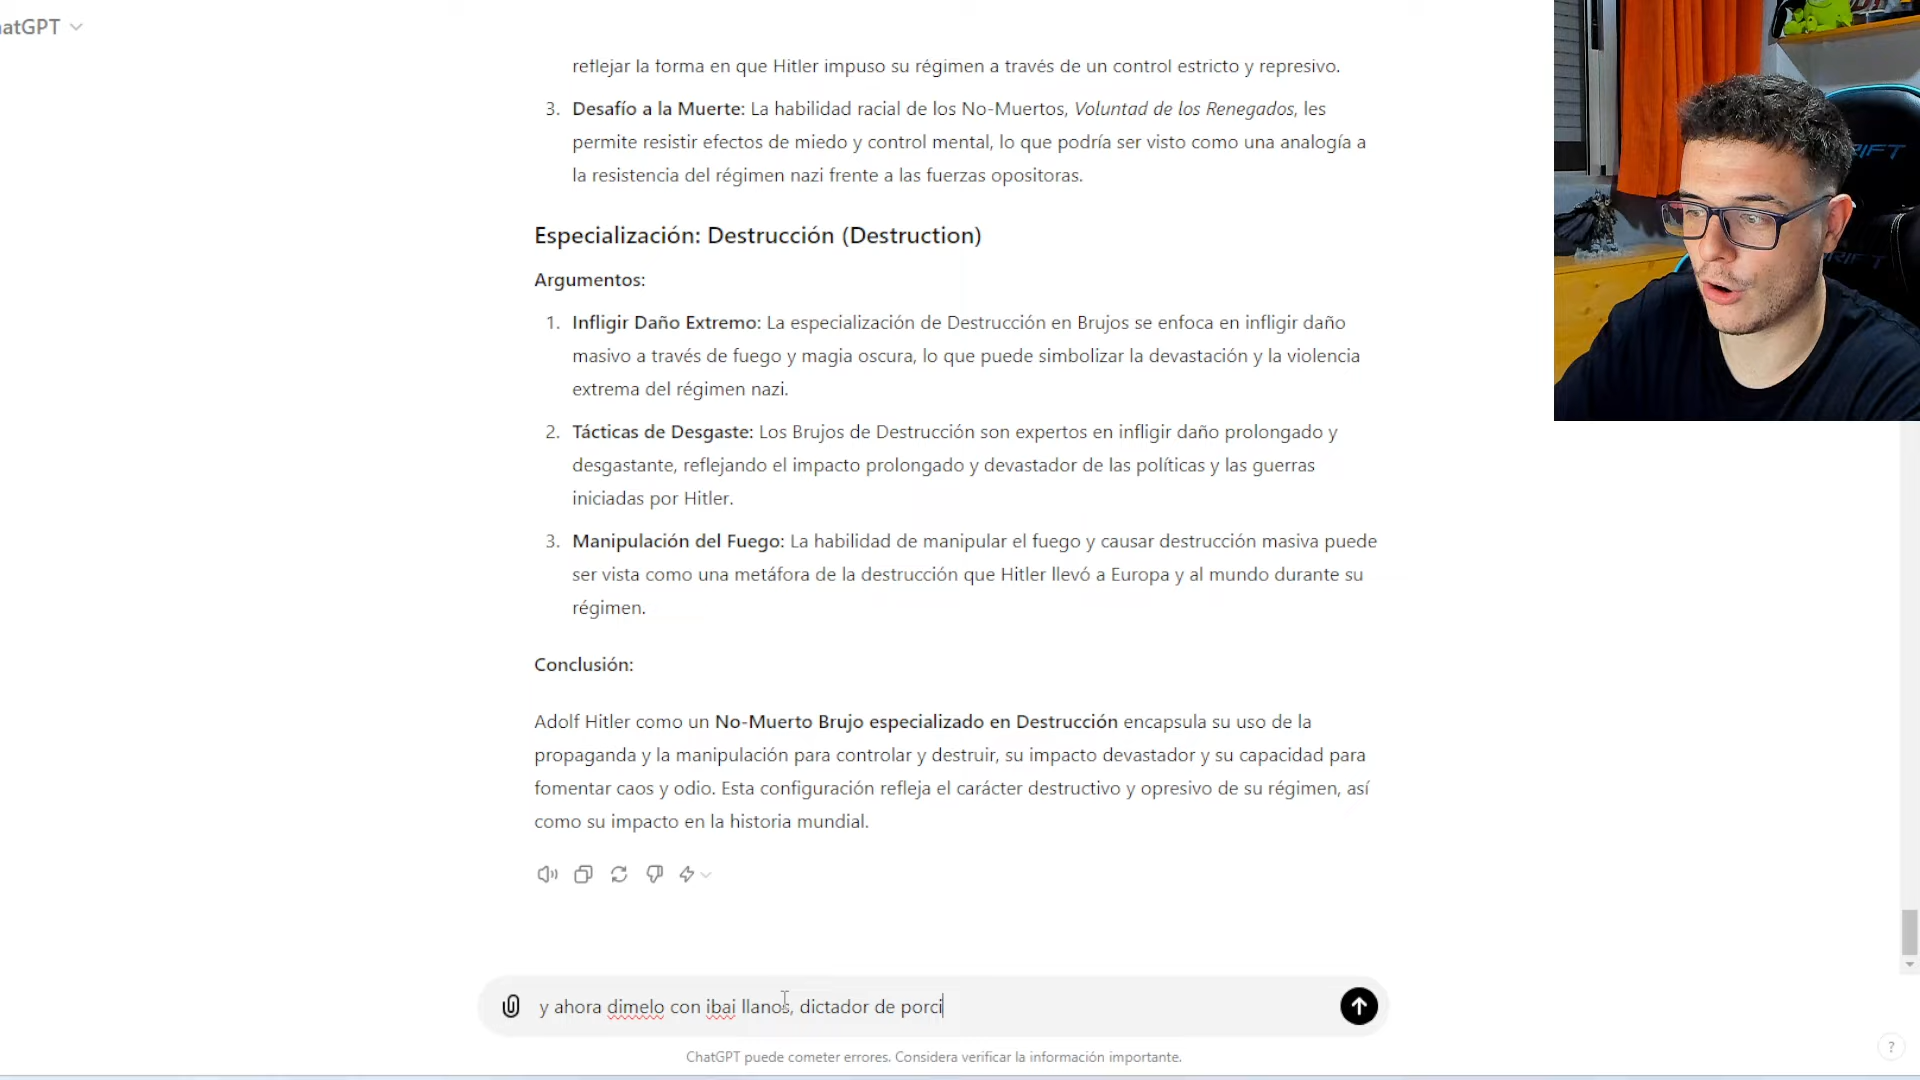 atGPT
reflejar la forma en que Hitler impuso su régimen a través de un control estricto y represivo.
3. Desafío a la Muerte: La habilidad racial de los No-Muertos, Voluntad de los Renegados, les
permite resistir efectos de miedo y control mental, lo que podría ser visto como una analogía a
la resistencia del régimen nazi frente a las fuerzas opositoras.
Especialización: Destrucción (Destruction)
Argumentos:
1. Infligir Daño Extremo: La especialización de Destrucción en Brujos se enfoca en infligir daño
masivo a través de fuego y magia oscura, lo que puede simbolizar la devastación y la violencia
extrema del régimen nazi.
2. Tácticas de Desgaste: Los Brujos de Destrucción son expertos en infligir daño prolongado y
desgastante, reflejando el impacto prolongado y devastador de las políticas y las guerras
iniciadas por Hitler.
3. Manipulación del Fuego: La habilidad de manipular el fuego y causar destrucción masiva puede
ser vista como una metáfora de la destrucción que Hitler llevó a Europa y al mundo durante su
régimen.
Conclusión:
Adolf Hitler como un No-Muerto Brujo especializado en Destrucción encapsula su uso de la
propaganda y la manipulación para controlar y destruir, su impacto devastador y su capacidad para
fomentar caos y odio. Esta configuración refleja el carácter destructivo y opresivo de su régimen, así
como su impacto en la historia mundial.
y ahora dimelo con ibai llanos, dictador de porci
ChatGPT puede cometer errores. Considera verificar la información importante.
?